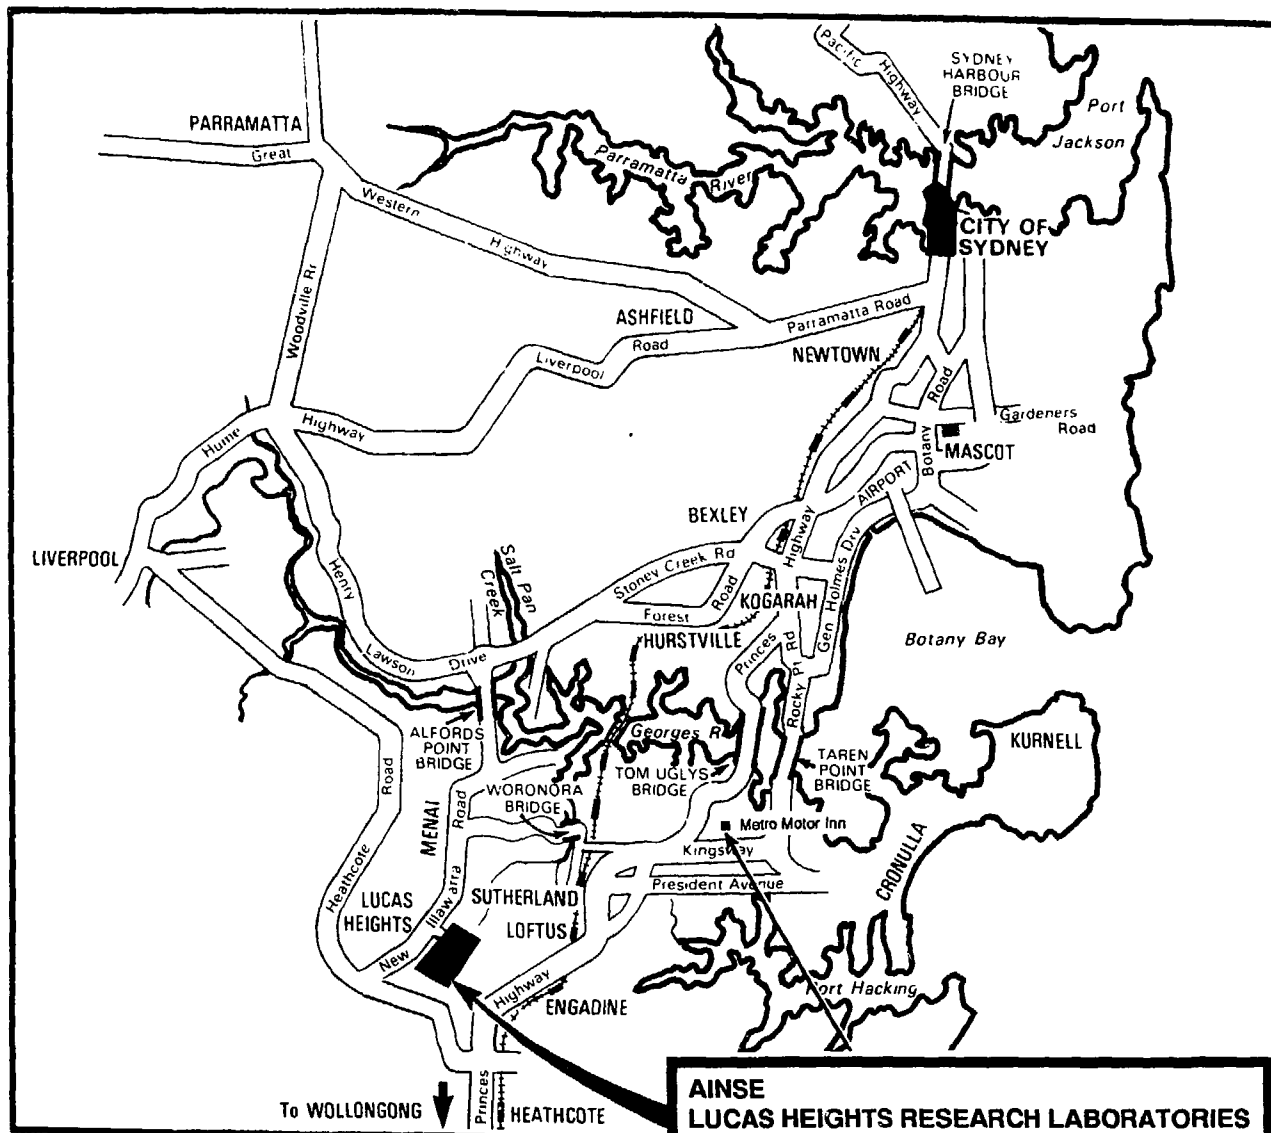 Pacific
Highway
SYDNEY
HARBOUR
BRIDGE
Port
Jackson
PARRAMATTA
Great
Western
Highway
Parramatta
River
CITY OF
SYDNEY
Woodville Rd
ASHFIELD
Parramatta Road
Liverpool
Road
NEWTOWN
Road
Gardeners
Road
Hume
Highway
Botany
MASCOT
AIRPORT
BEXLEY
Highway
LIVERPOOL
Henry
Lawson
Drive
Salt Pan
Creek
Stoney Creek Rd
Forest
Road
KOGARAH
Gen Holmes Drv
HURSTVILLE
Princes
Rocky Pt Rd
Botany Bay
ALFORDS
POINT
BRIDGE
Georges R
TOM UGLYS
BRIDGE
TAREN
POINT
BRIDGE
KURNELL
WORONORA
BRIDGE
Metro Motor Inn
Kingsway
President Avenue
CRONULLA
Heathcote
Road
MENAI
Road
Illawarra
New
LUCAS
HEIGHTS
SUTHERLAND
LOFTUS
Highway
ENGADINE
Port Hacking
To WOLLONGONG
Princes
HEATHCOTE
AINSE
LUCAS HEIGHTS RESEARCH LABORATORIES